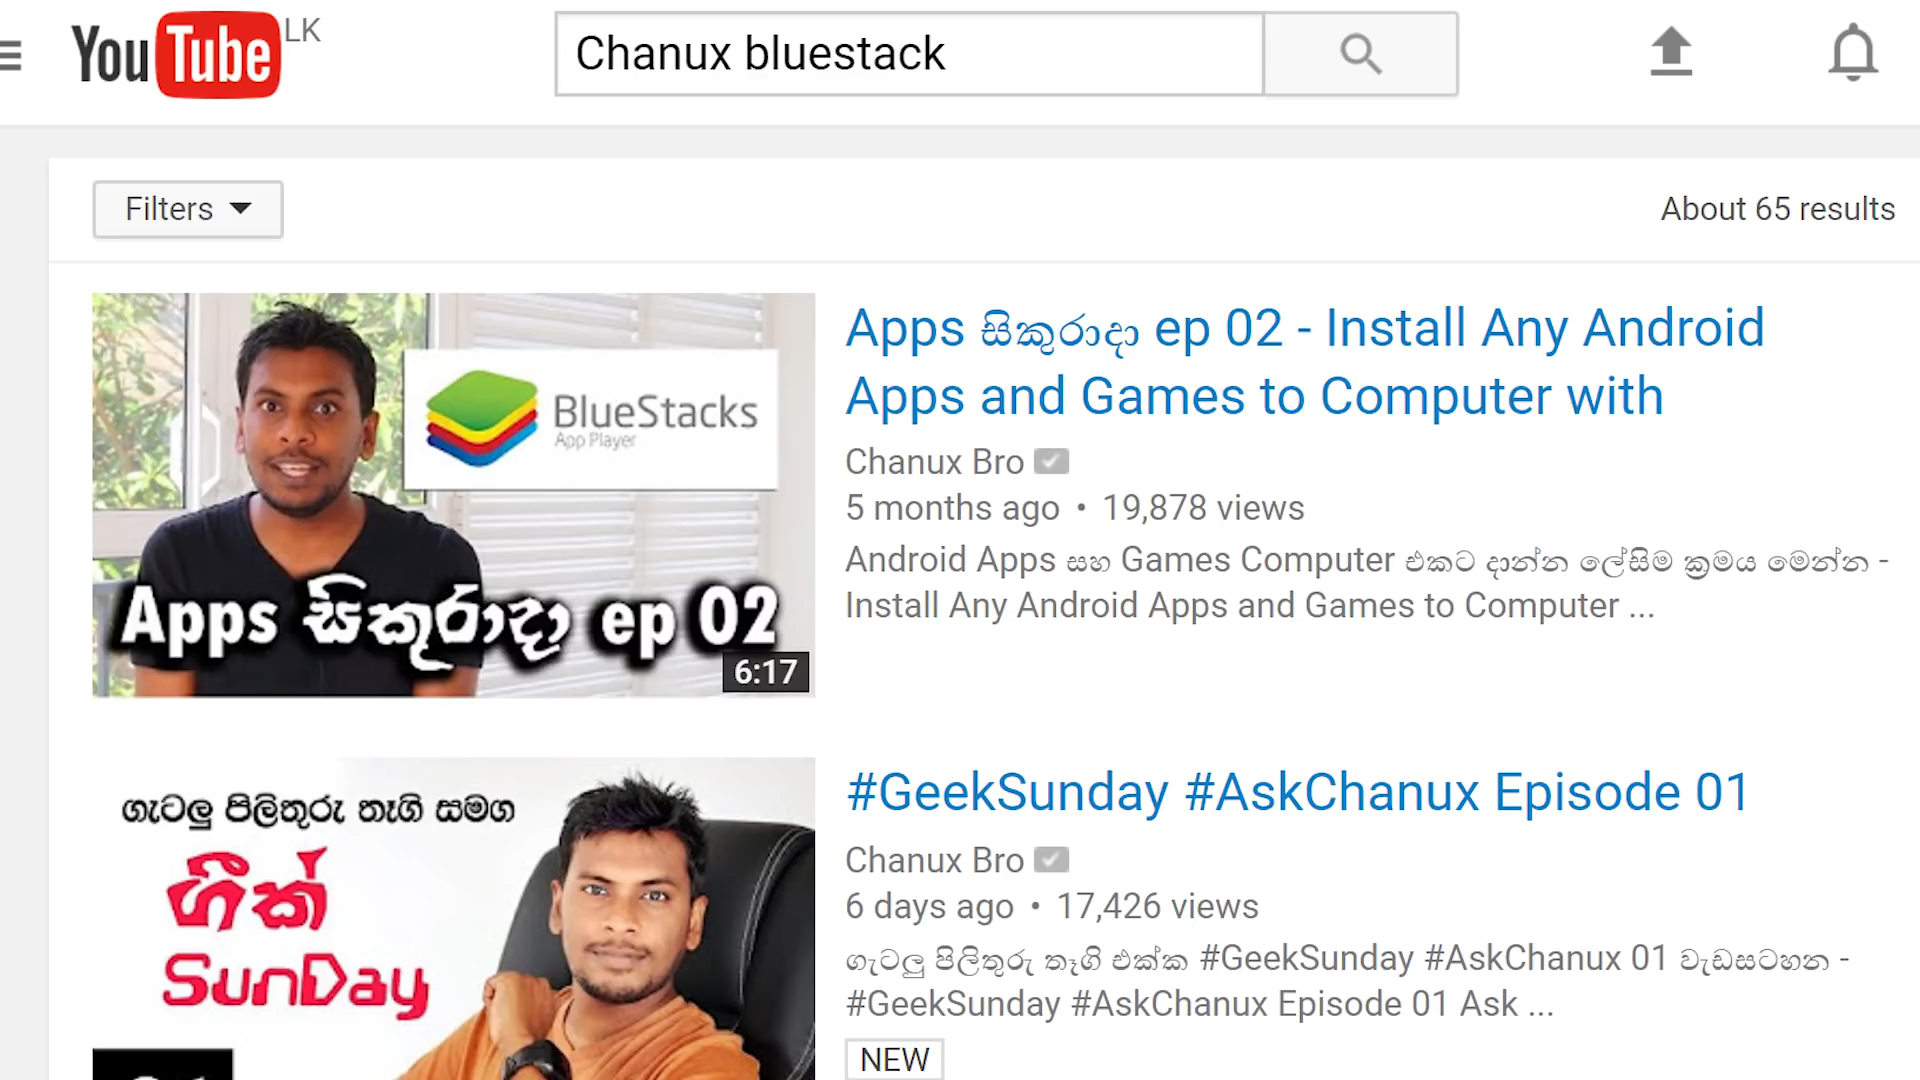 YouTube LK
Chanux bluestack
Filters
About 65 results
BlueStacks
App Player
Apps සිකුරාදා ep 02
6:17
Apps සිකුරාදා ep 02 - Install Any Android
Apps and Games to Computer with
Chanux Bro
5 months ago • 19,878 views
Android Apps සහ Games Computer එකට දාන්න ලේසිම ක්‍රමය මෙන්න -
Install Any Android Apps and Games to Computer ...
ගැටලු පිලිතුරු තෑගි සමග
ගීක්
SunDay
#GeekSunday #AskChanux Episode 01
Chanux Bro
6 days ago • 17,426 views
ගැටලු පිලිතුරු තෑගි එක්ක #GeekSunday #AskChanux 01 වැඩසටහන -
#GeekSunday #AskChanux Episode 01 Ask ...
NEW